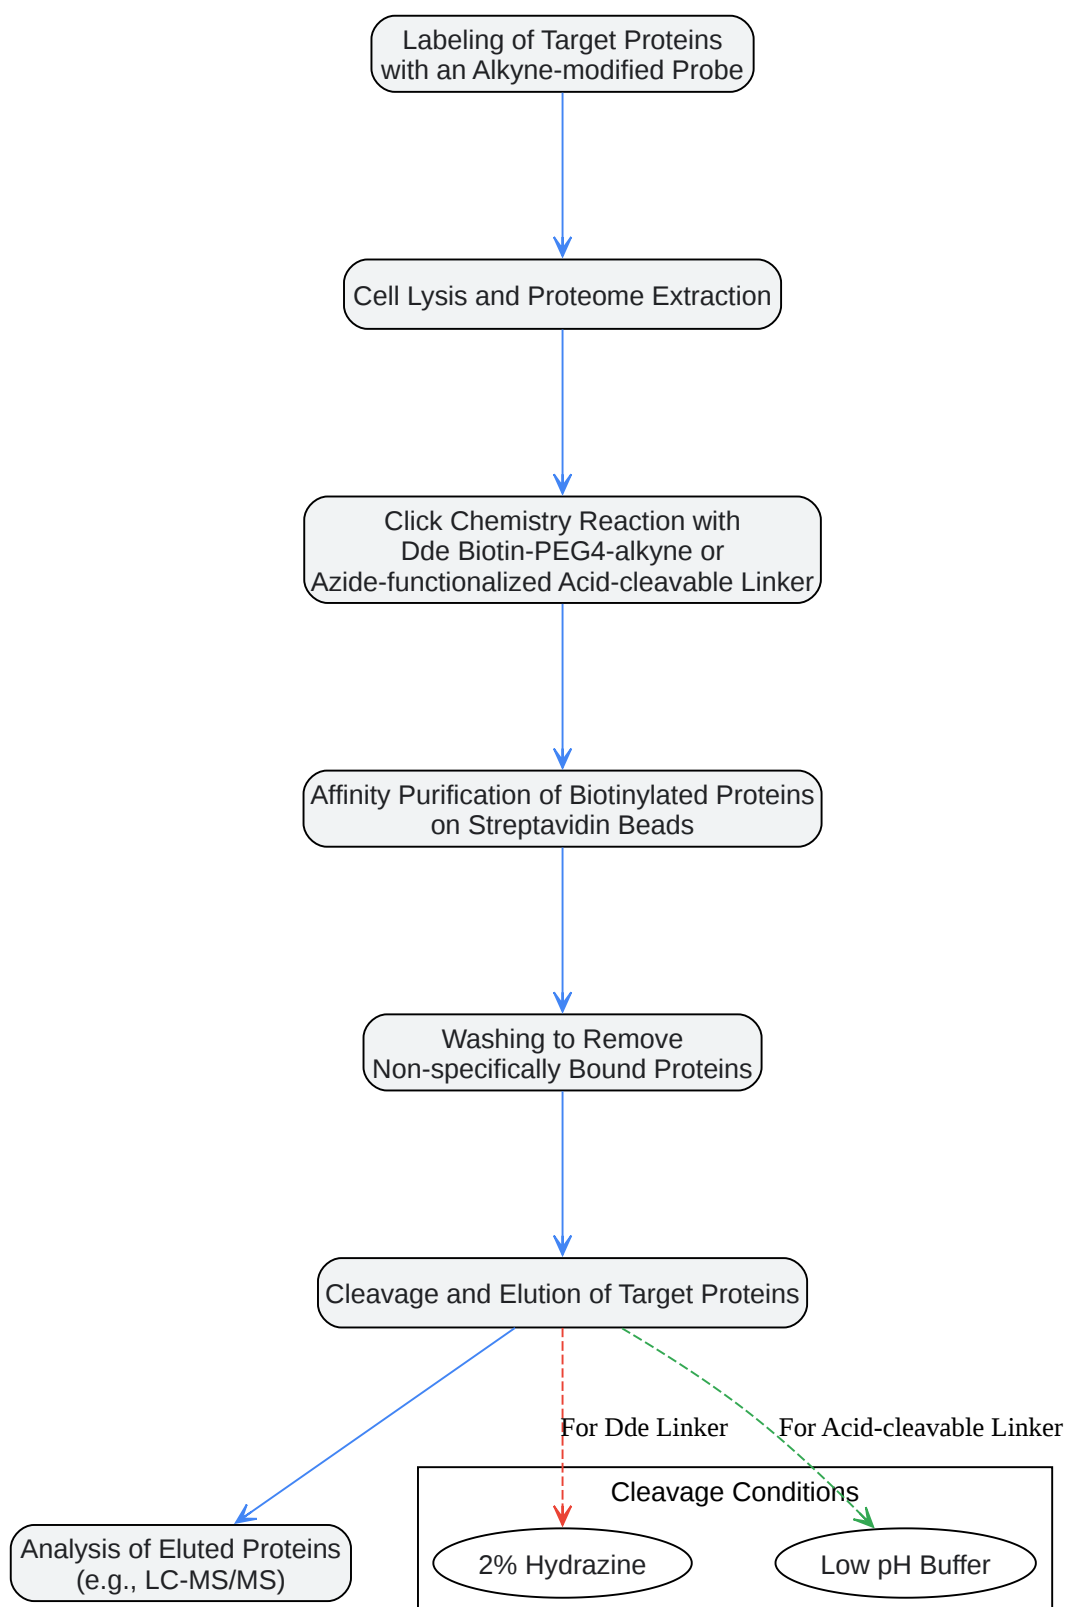 Labeling of Target Proteins
with an Alkyne-modified Probe
Cell Lysis and Proteome Extraction
Click Chemistry Reaction with
Dde Biotin-PEG4-alkyne or
Azide-functionalized Acid-cleavable Linker
Affinity Purification of Biotinylated Proteins
on Streptavidin Beads
Washing to Remove
Non-specifically Bound Proteins
Cleavage and Elution of Target Proteins
For Dde Linker
For Acid-cleavable Linker
Cleavage Conditions
Analysis of Eluted Proteins
(e.g., LC-MS/MS)
2% Hydrazine
Low pH Buffer